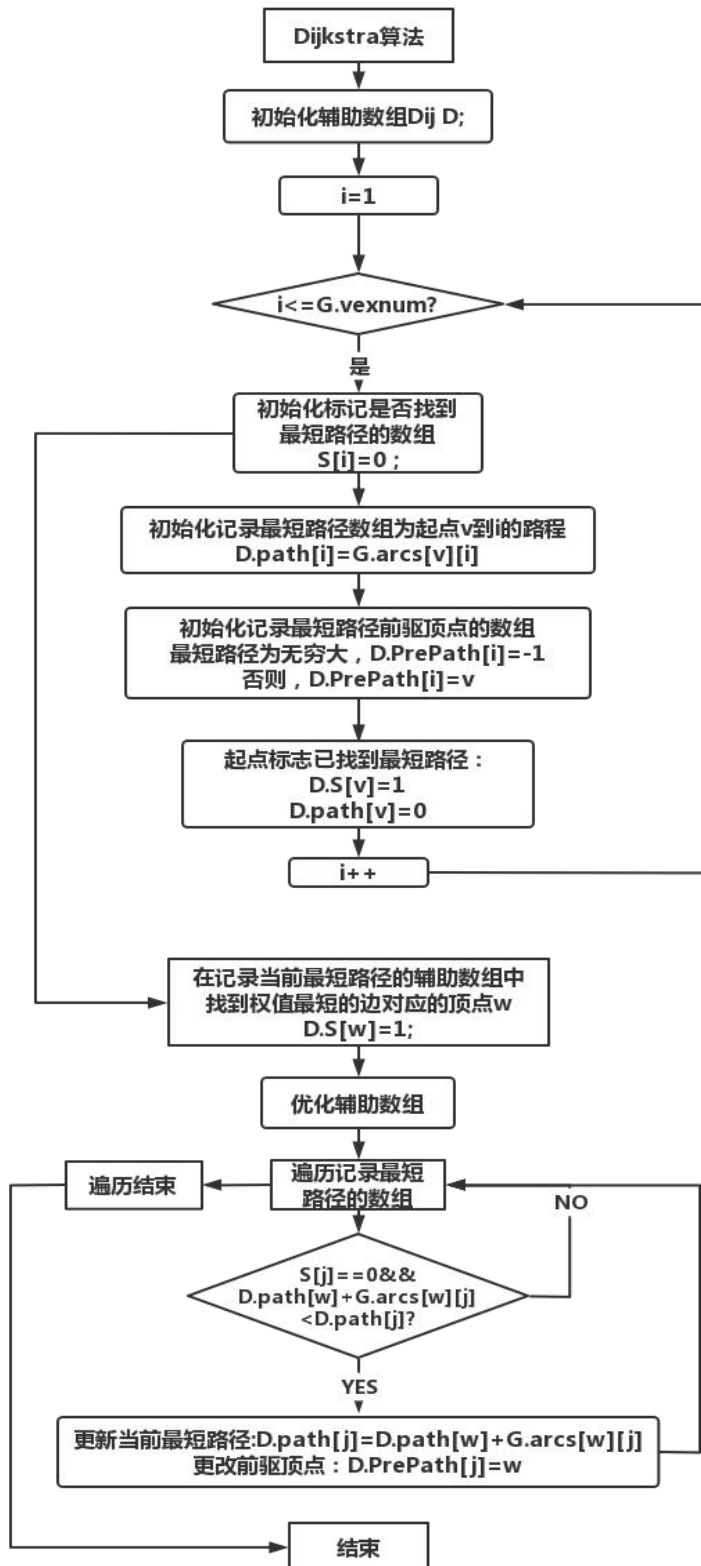 Dijkstra算法
初始化辅助数组Dij D;
i=1
i<=G.vexnum?
是
初始化标记是否找到
最短路径的数组
S[i]=0；
初始化记录最短路径数组为起点v到i的路程
D.path[i]=G.arcs[v][i]
初始化记录最短路径前驱顶点的数组
最短路径为无穷大，D.PrePath[i]=-1
否则，D.PrePath[i]=v
起点标志已找到最短路径：
D.S[v]=1
D.path[v]=0
i++
在记录当前最短路径的辅助数组中
找到权值最短的边对应的顶点w
D.S[w]=1;
优化辅助数组
遍历记录最短
路径的数组
遍历结束
NO
S[j]==0&&
D.path[w]+G.arcs[w][j]
<D.path[j]?
YES
更新当前最短路径:D.path[j]=D.path[w]+G.arcs[w][j]
更改前驱顶点：D.PrePath[j]=w
结束